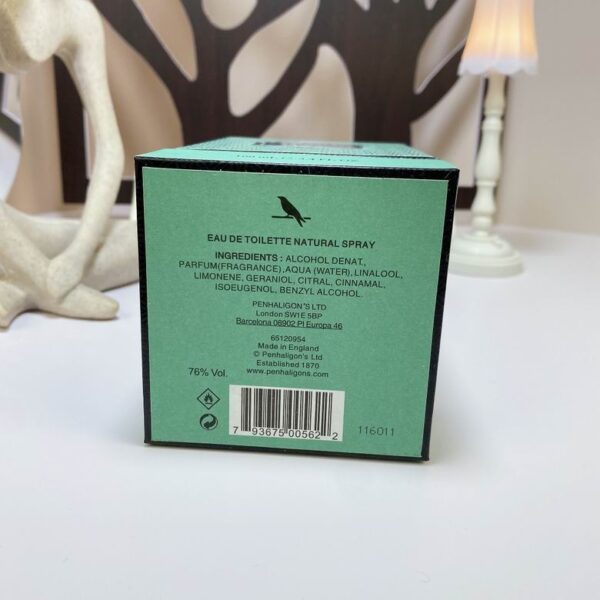 EAU DE TOILETTE NATURAL SPRAY
INGREDIENTS : ALCOHOL DENAT.,
PARFUM(FRAGRANCE),AQUA (WATER),LINALOOL,
LIMONENE, GERANIOL, CITRAL, CINNAMAL,
ISOEUGENOL, BENZYL ALCOHOL.
PENHALIGON'S LTD
London SW1E 5BP
Barcelona 08902 Pl Europa 46
65120954
Made in England
© Penhaligon's Ltd
Established 1870
www.penhaligons.com
76% Vol.
7 93675 00562 2
116011